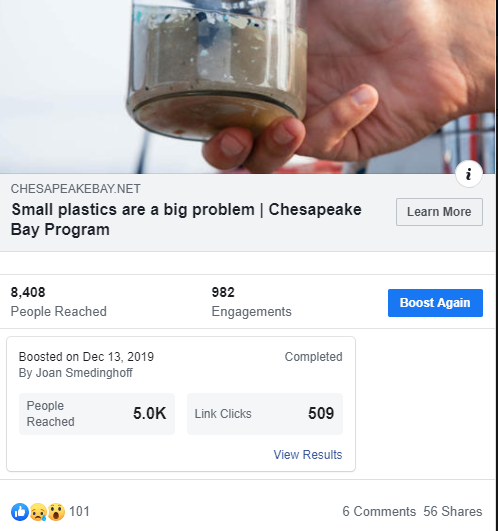 CHESAPEAKEBAY.NET
Small plastics are a big problem | Chesapeake
Bay Program
Learn More
i
8,408
People Reached
982
Engagements
Boost Again
Boosted on Dec 13, 2019
By Joan Smedinghoff
Completed
People
Reached
5.0K
Link Clicks
509
View Results
101
6 Comments 56 Shares